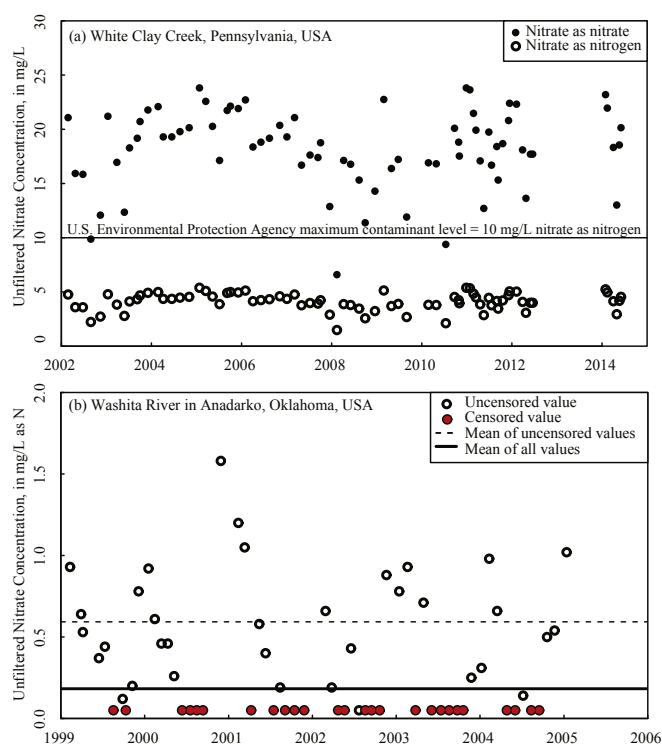 (a) White Clay Creek, Pennsylvania, USA
Nitrate as nitrate
Nitrate as nitrogen
Unfiltered Nitrate Concentration, in mg/L
30
25
20
15
10
5
0
U.S. Environmental Protection Agency maximum contaminant level = 10 mg/L nitrate as nitrogen
2002 2004 2006 2008 2010 2012 2014
(b) Washita River in Anadarko, Oklahoma, USA
Uncensored value
Censored value
Mean of uncensored values
Mean of all values
Unfiltered Nitrate Concentration, in mg/L as N
2.0
1.5
1.0
0.5
0.0
1999 2000 2001 2002 2003 2004 2005 2006